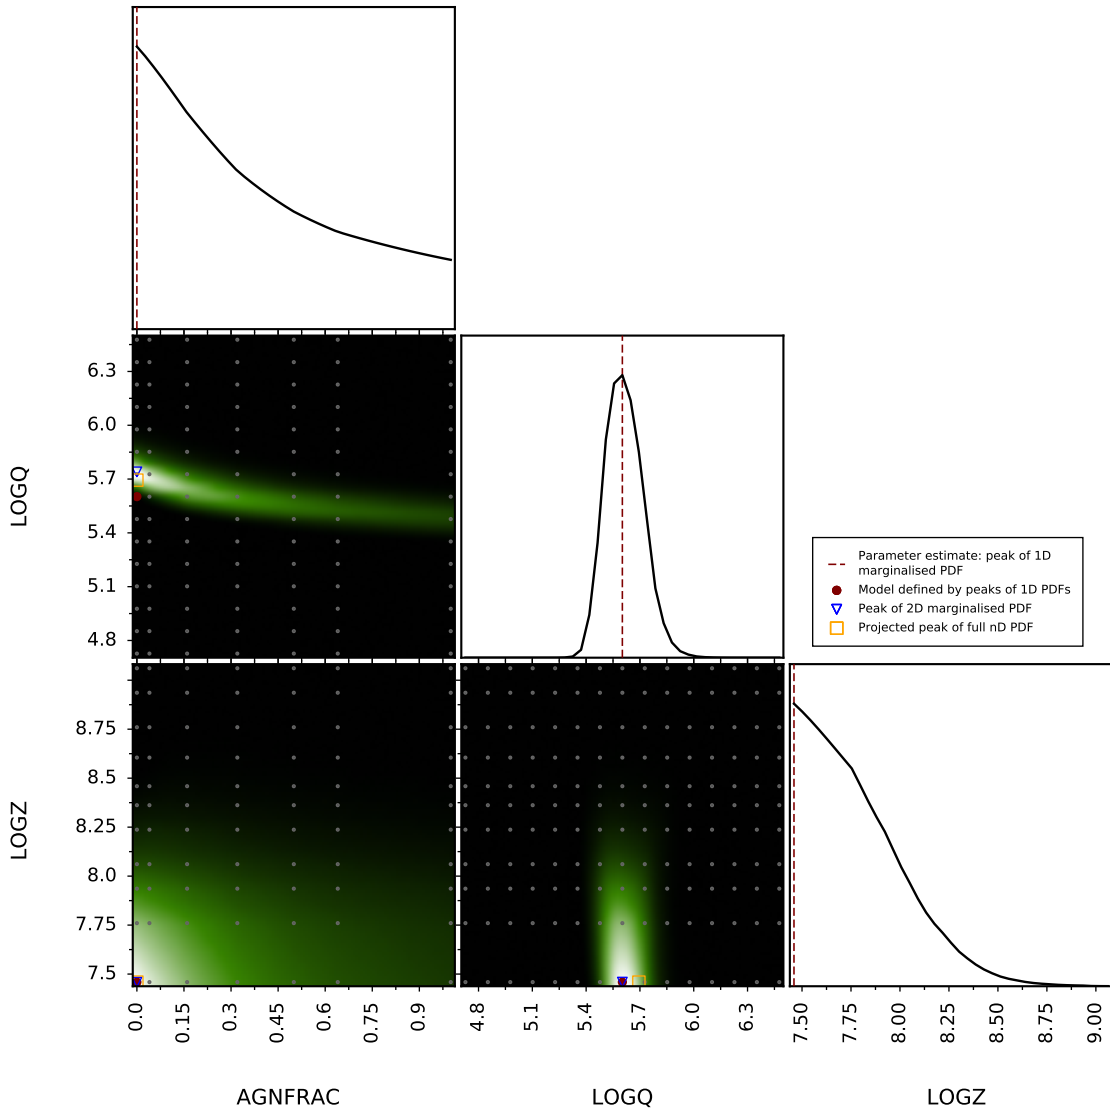 6.3
6.0
5.7
5.4
5.1
4.8
LOGQ
Parameter estimate: peak of 1D
marginalised PDF
Model defined by peaks of 1D PDFs
Peak of 2D marginalised PDF
Projected peak of full nD PDF
8.75
8.5
8.25
8.0
7.75
7.5
LOGZ
0.0 0.15 0.3 0.45 0.6 0.75 0.9
4.8 5.1 5.4 5.7 6.0 6.3
7.50 7.75 8.00 8.25 8.50 8.75 9.00
AGNFRAC LOGQ LOGZ